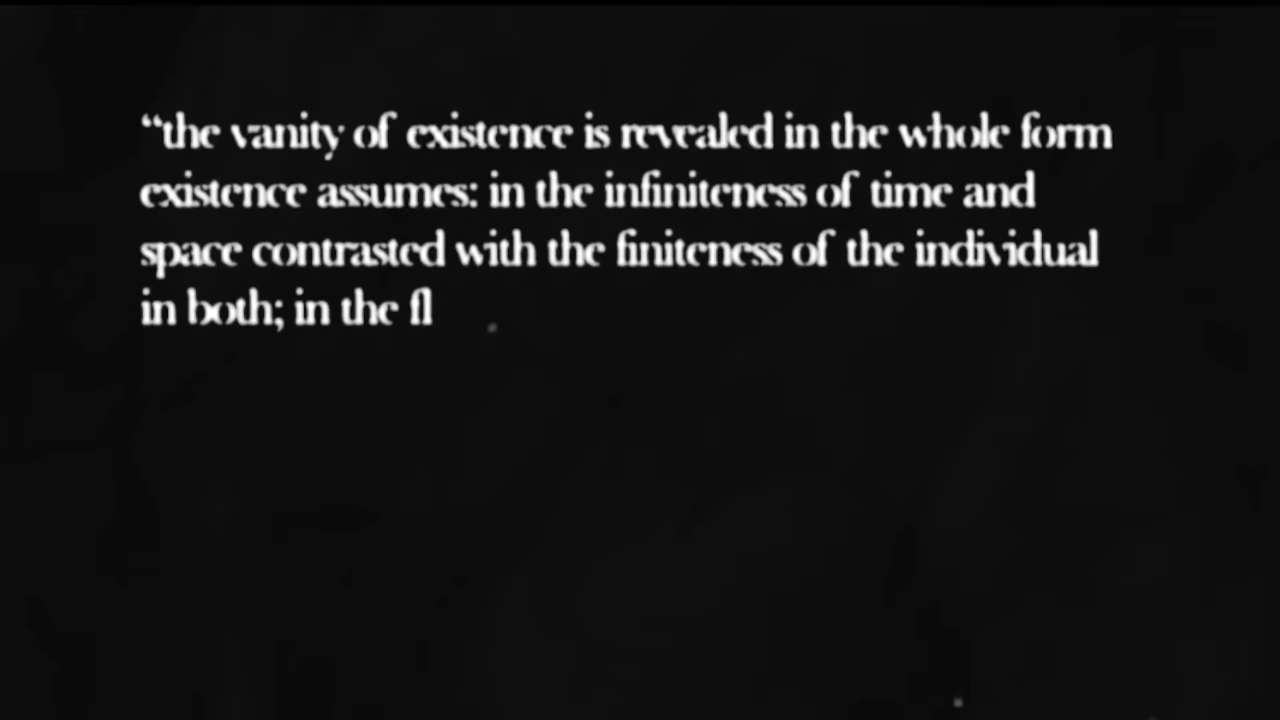 “the vanity of existence is revealed in the whole form
existence assumes: in the infiniteness of time and
space contrasted with the finiteness of the individual
in both; in the fl